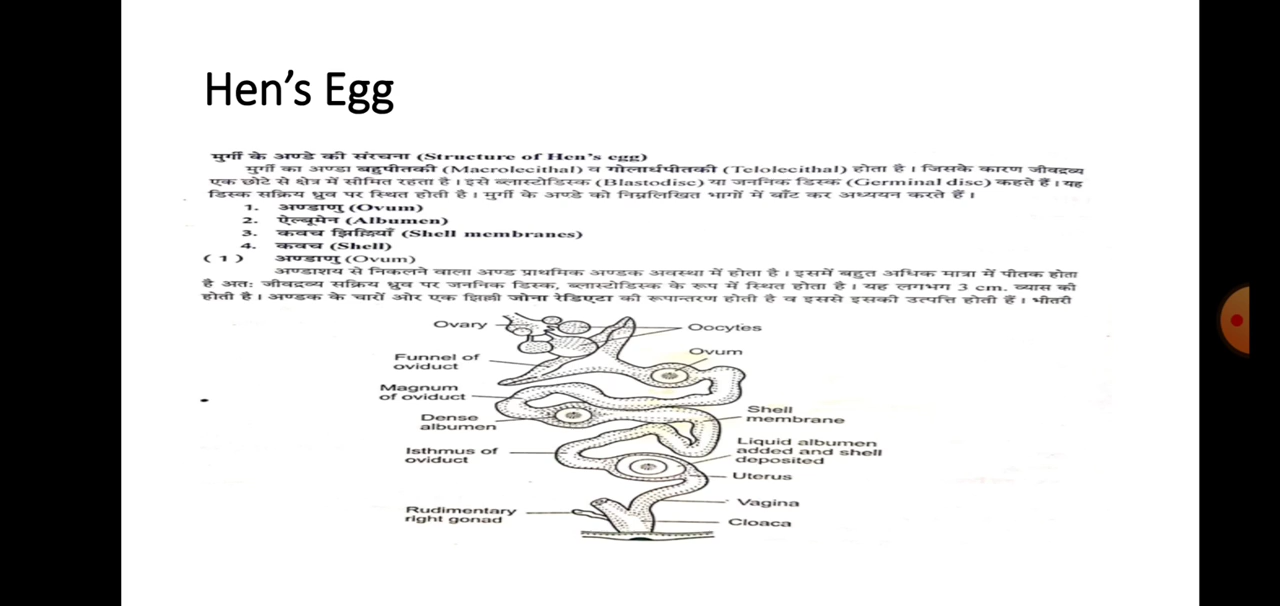 Hen's Egg
मुर्गी के अण्डे की संरचना (Structure of Hen's egg)
मुर्गी का अण्डा बहुपीतकी (Macrolecithal) व गोलार्धपीतकी (Telolecithal) होता है। जिसके कारण जीवद्रव्य
एक छोटे से क्षेत्र में सीमित रहता है। इसे ब्लास्टोडिस्क (Blastodisc) या जननिक डिस्क (Germinal disc) कहते हैं। यह
डिस्क सक्रिय ध्रुव पर स्थित होती है। मुर्गी के अण्डे को निम्नलिखित भागों में बाँट कर अध्ययन करते हैं।
1. अण्डाणु (Ovum)
2. ऐल्बूमेन (Albumen)
3. कवच झिल्लियाँ (Shell membranes)
4. कवच (Shell)
(1) अण्डाणु (Ovum)
अण्डाशय से निकलने वाला अण्ड प्राथमिक अण्डक अवस्था में होता है। इसमें बहुत अधिक मात्रा में पीतक होता
है अतः जीवद्रव्य सक्रिय ध्रुव पर जननिक डिस्क, ब्लास्टोडिस्क के रूप में स्थित होता है। यह लगभग 3 cm. व्यास की
होती है। अण्डक के चारों ओर एक झिल्ली जोना रेडिएटा की रूपान्तरण होती है व इससे इसकी उत्पत्ति होती हैं। भीतरी
Ovary
Oocytes
Ovum
Funnel of
oviduct
Magnum
of oviduct
Dense
albumen
Shell
membrane
Isthmus of
oviduct
Liquid albumen
added and shell
deposited
Uterus
Vagina
Rudimentary
right gonad
Cloaca